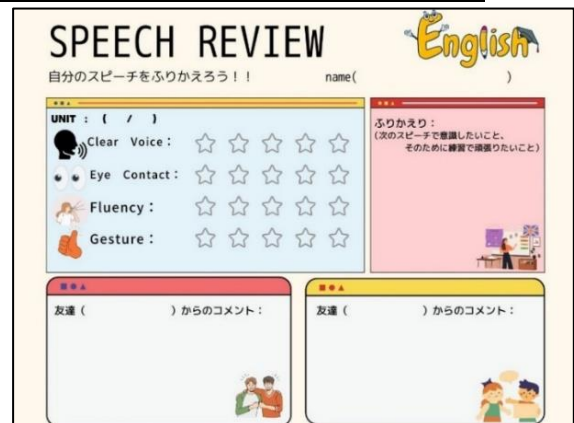 SPEECH REVIEW
English
自分のスピーチをふりかえろう!!
name( )
UNIT : ( / )
Clear Voice:
Eye Contact:
Fluency:
Gesture:
ふりかえり:
(次のスピーチで意識したいこと、
そのために練習で頑張りたいこと)
友達( )からのコメント:
友達( )からのコメント: